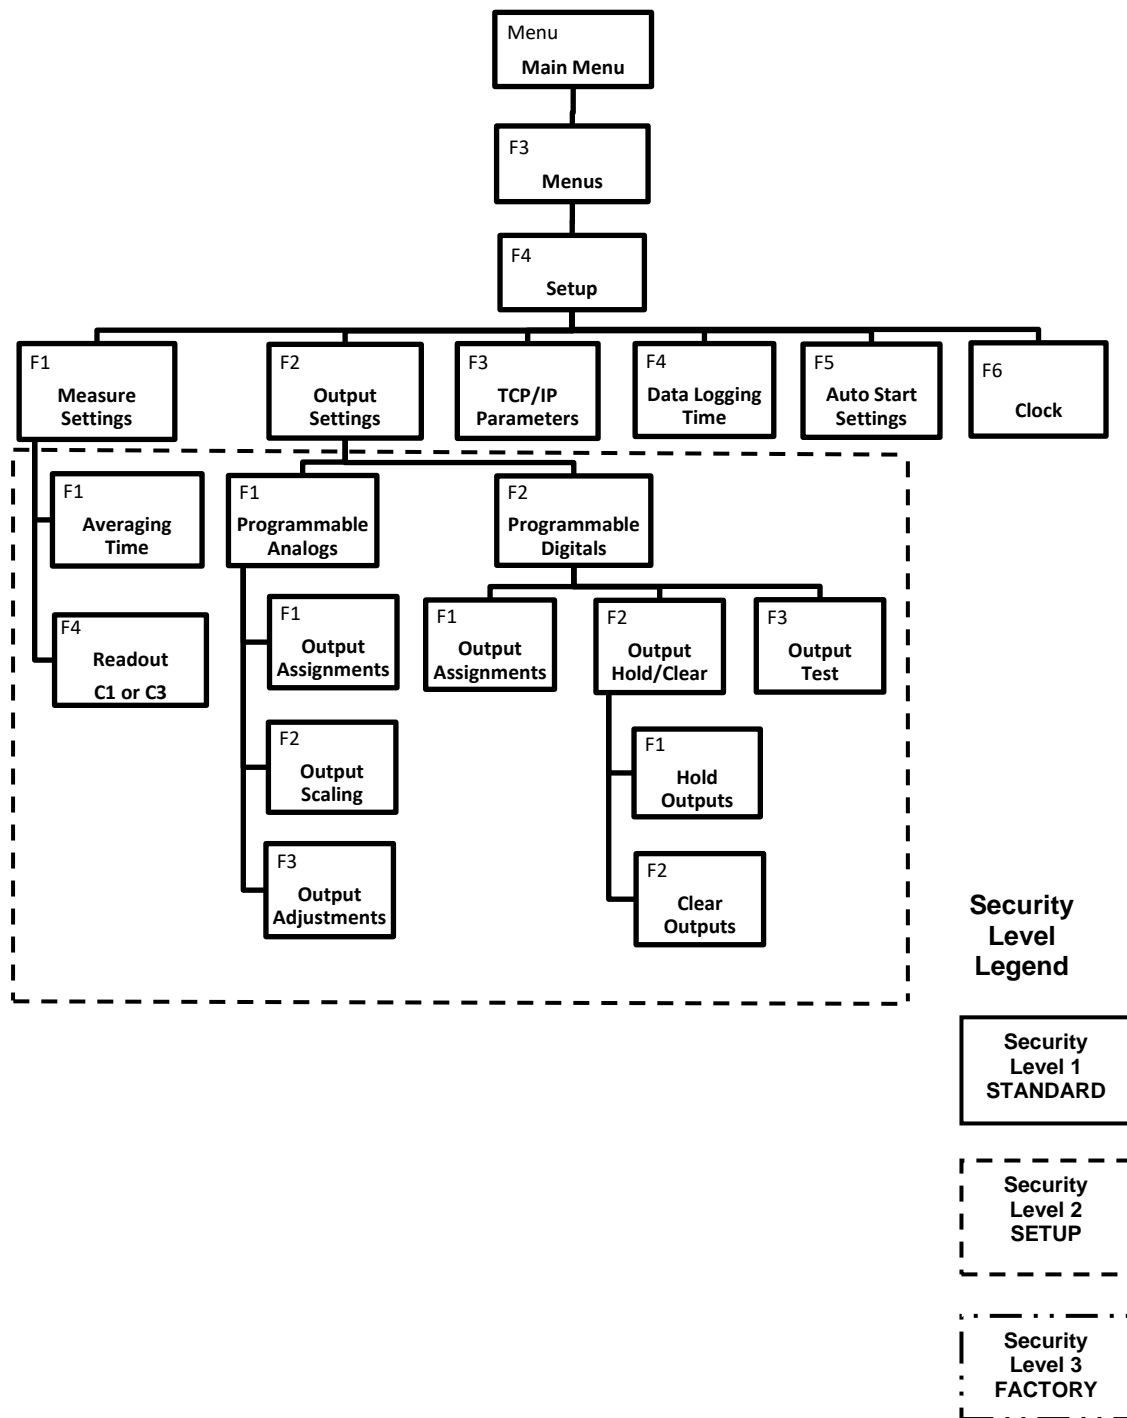 Menu
Main Menu
F3
Menus
F4
Setup
F1
Measure
Settings
F2
Output
Settings
F3
TCP/IP
Parameters
F4
Data Logging
Time
F5
Auto Start
Settings
F6
Clock
F1
Averaging
Time
F4
Readout
C1 or C3
F1
Programmable
Analogs
F1
Output
Assignments
F2
Output
Scaling
F3
Output
Adjustments
F2
Programmable
Digitals
F1
Output
Assignments
F2
Output
Hold/Clear
F1
Hold
Outputs
F2
Clear
Outputs
F3
Output
Test
Security
Level
Legend
Security
Level 1
STANDARD
Security
Level 2
SETUP
Security
Level 3
FACTORY